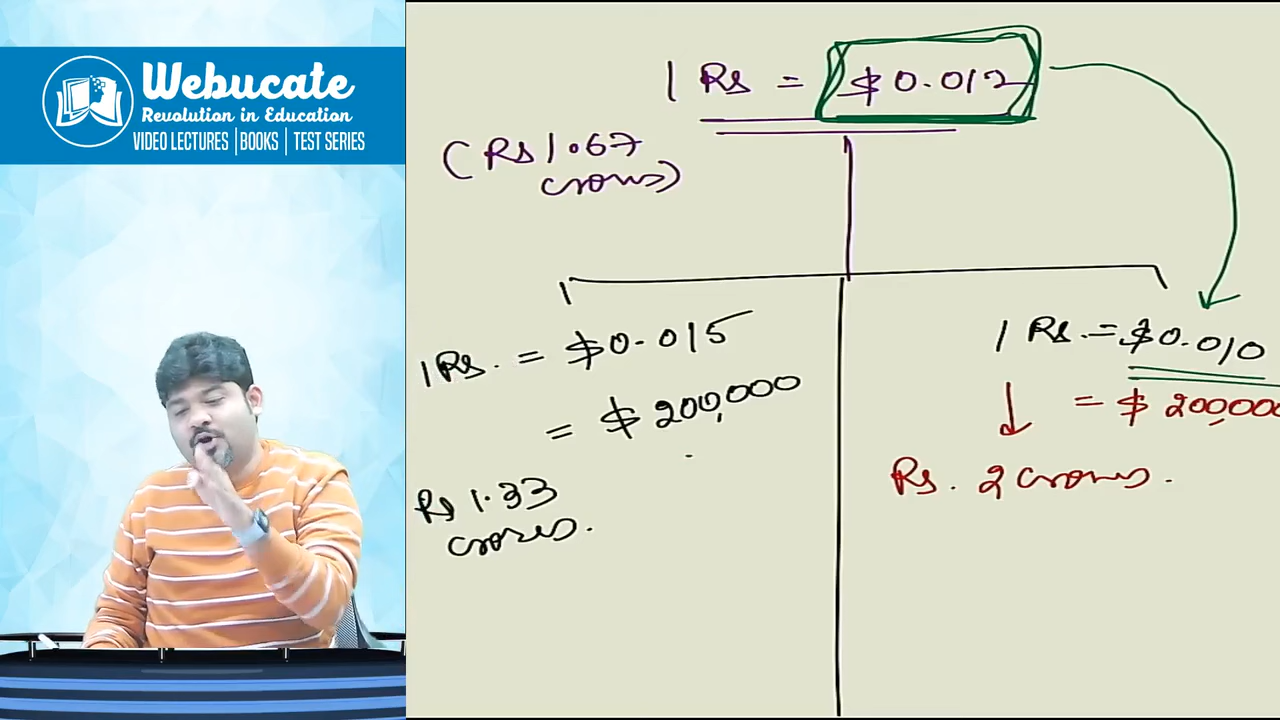 Webucate
Revolution in Education
VIDEO LECTURES | BOOKS | TEST SERIES
1 Rs = $0.012
(Rs 1.67
crores)
1 Rs. = $0.015
= $200,000
Rs 1.33
crores.
1 Rs. = $0.010
= $200,000
Rs. 2 crores.